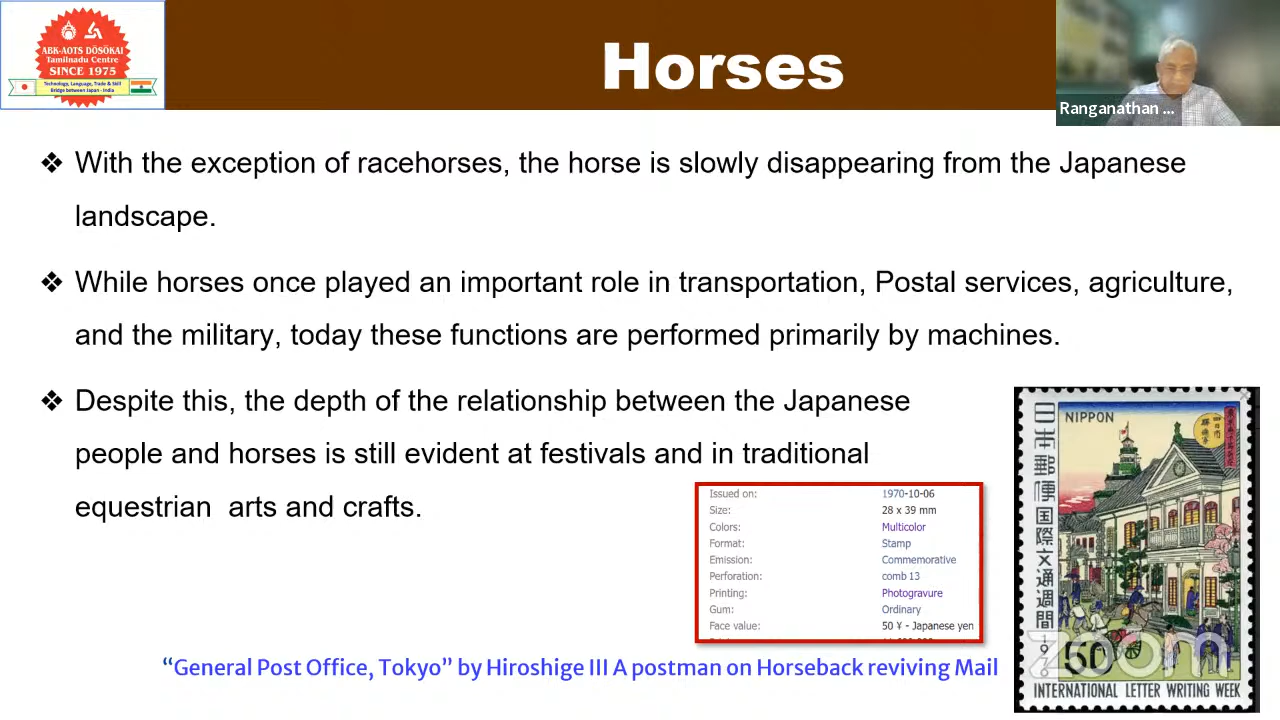 ABK-AOTS DŌSŌKAI
Tamilnadu Centre
SINCE 1975
Technology, Language, Trade & Skill
Bridge between Japan - India
Horses
Ranganathan ...
❖ With the exception of racehorses, the horse is slowly disappearing from the Japanese
landscape.
❖ While horses once played an important role in transportation, Postal services, agriculture,
and the military, today these functions are performed primarily by machines.
❖ Despite this, the depth of the relationship between the Japanese
people and horses is still evident at festivals and in traditional
equestrian arts and crafts.
Issued on: 1970-10-06
Size: 28 x 39 mm
Colors: Multicolor
Format: Stamp
Emission: Commemorative
Perforation: comb 13
Printing: Photogravure
Gum: Ordinary
Face value: 50 ¥ - Japanese yen
“General Post Office, Tokyo” by Hiroshige III A postman on Horseback reviving Mail
日本郵便 国際文通週間 1970
NIPPON
50
zoom
INTERNATIONAL LETTER WRITING WEEK